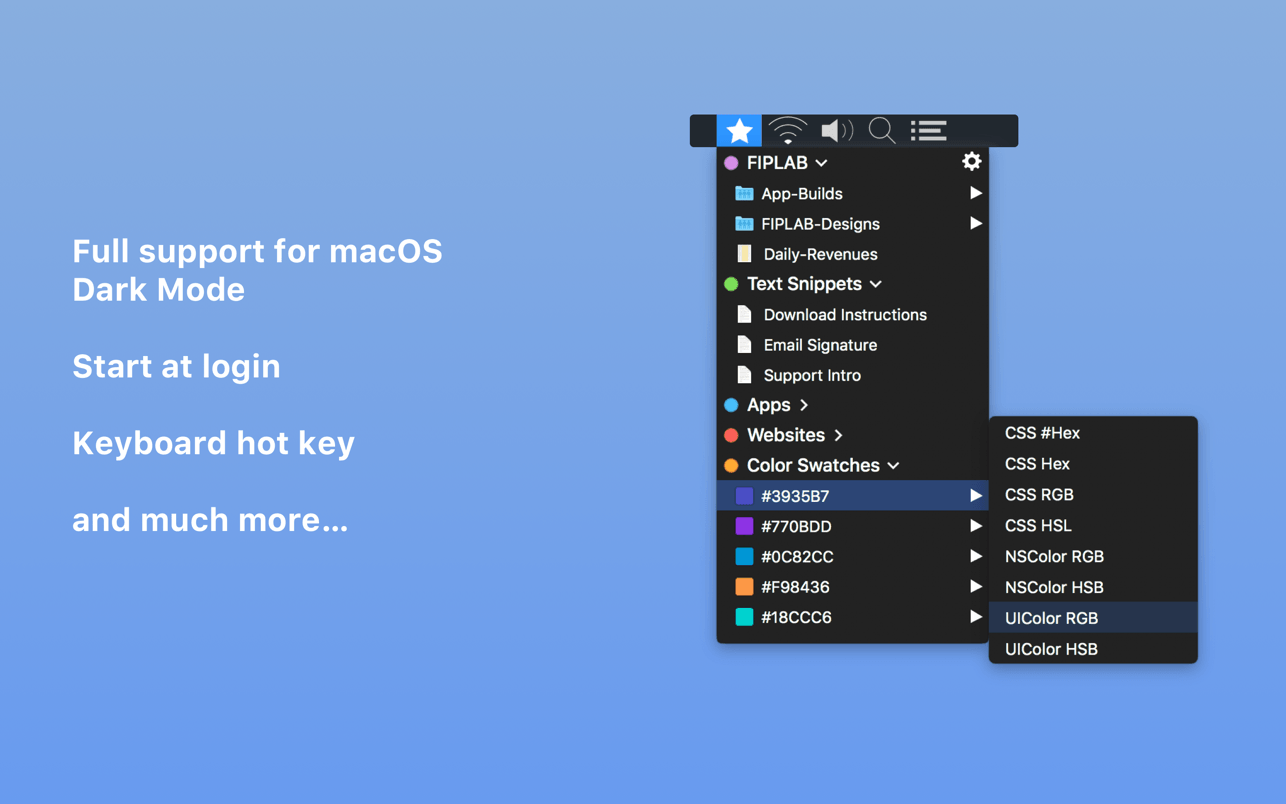 Full support for macOS
Dark Mode
Start at login
Keyboard hot key
and much more...
FIPLAB
App-Builds
FIPLAB-Designs
Daily-Revenues
Text Snippets
Download Instructions
Email Signature
Support Intro
Apps
Websites
Color Swatches
#3935B7
#770BDD
#0C82CC
#F98436
#18CCC6
CSS #Hex
CSS Hex
CSS RGB
CSS HSL
NSColor RGB
NSColor HSB
UIColor RGB
UIColor HSB